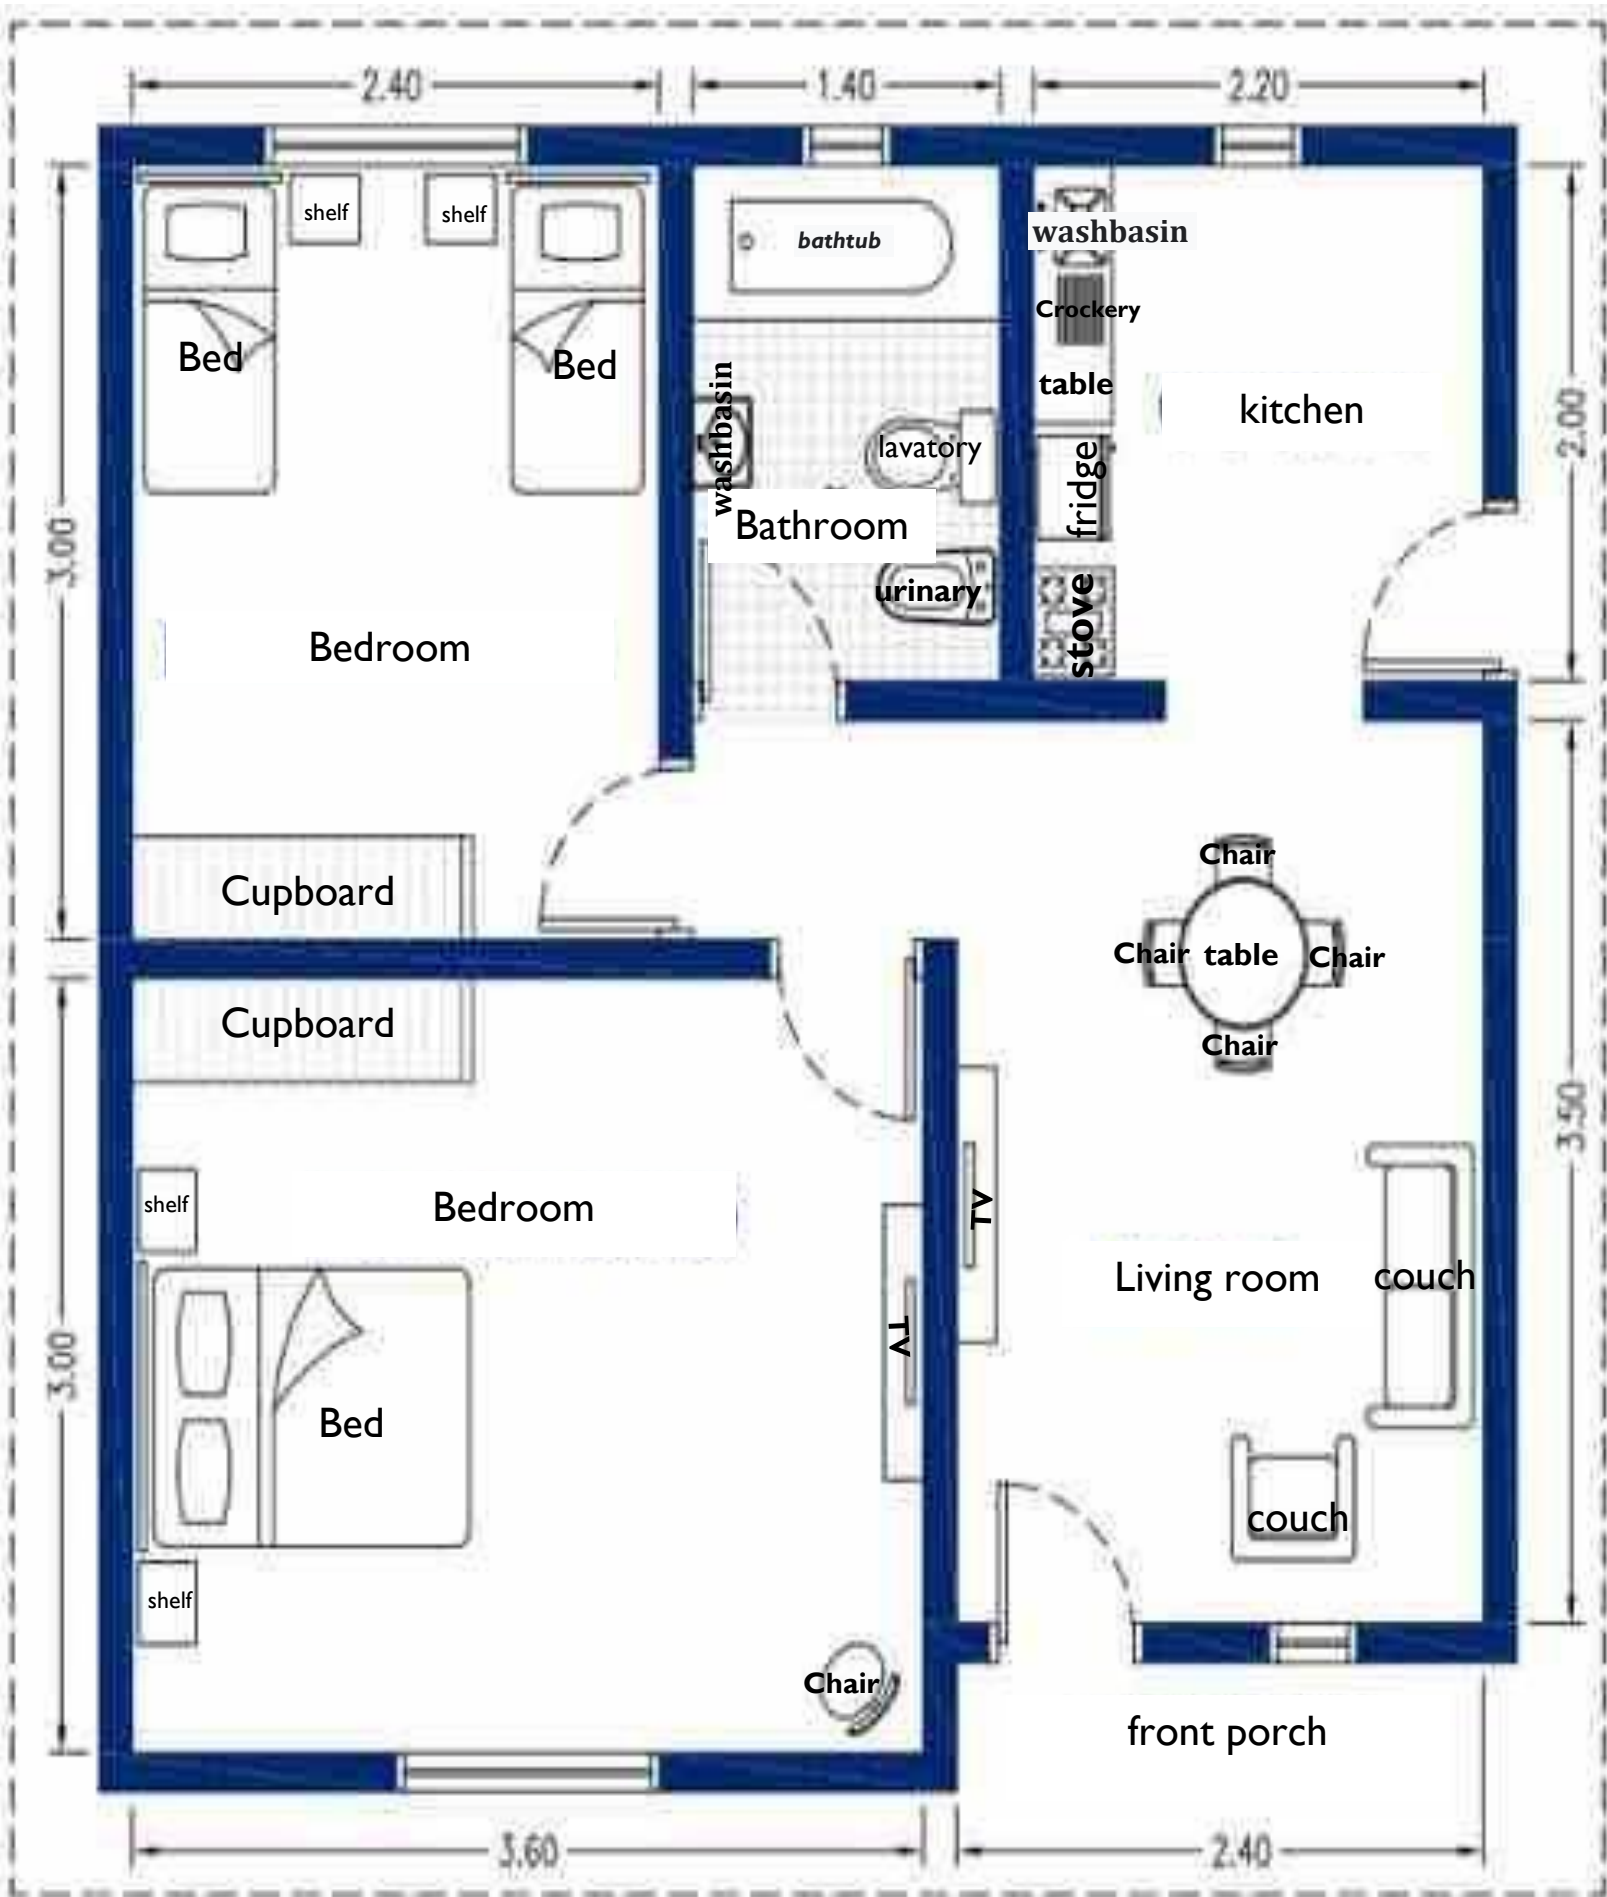 2.40
1.40
2.20
shelf
shelf
bathtub
washbasin
Crockery
Bed
Bed
washbasin
table
kitchen
2.00
lavatory
fridge
Bathroom
3.00
urinary
stove
Bedroom
Chair
Cupboard
Chair
table
Chair
Cupboard
Chair
3.50
shelf
Bedroom
TV
Living room
couch
TV
3.00
Bed
couch
shelf
Chair
front porch
3.60
2.40